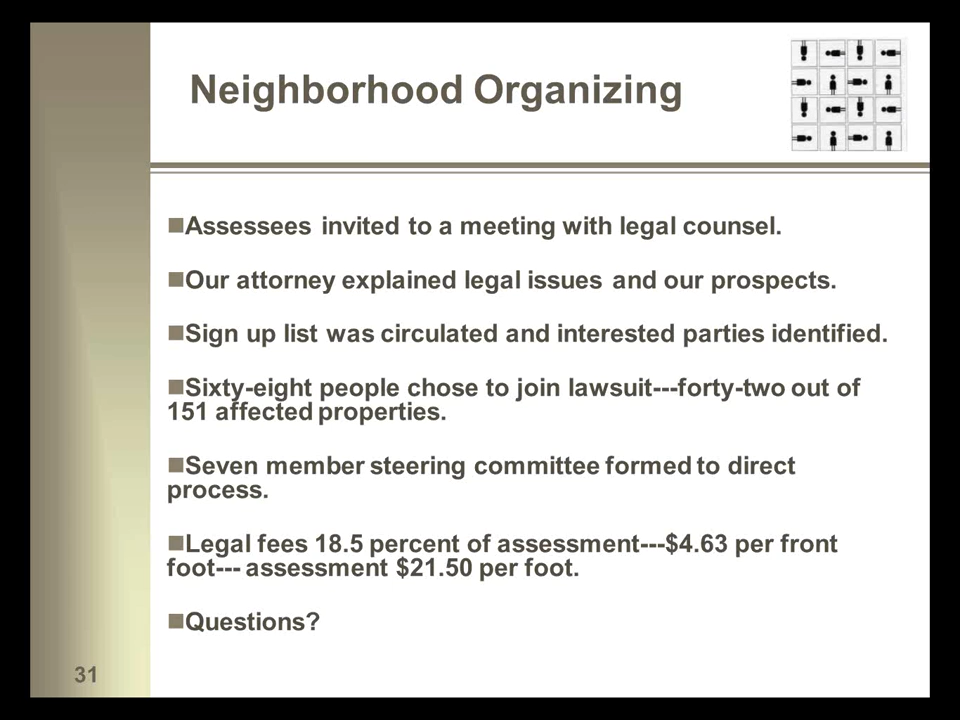 Neighborhood Organizing
Assessees invited to a meeting with legal counsel.
Our attorney explained legal issues and our prospects.
Sign up list was circulated and interested parties identified.
Sixty-eight people chose to join lawsuit---forty-two out of
151 affected properties.
Seven member steering committee formed to direct
process.
Legal fees 18.5 percent of assessment---$4.63 per front
foot--- assessment $21.50 per foot.
Questions?
31